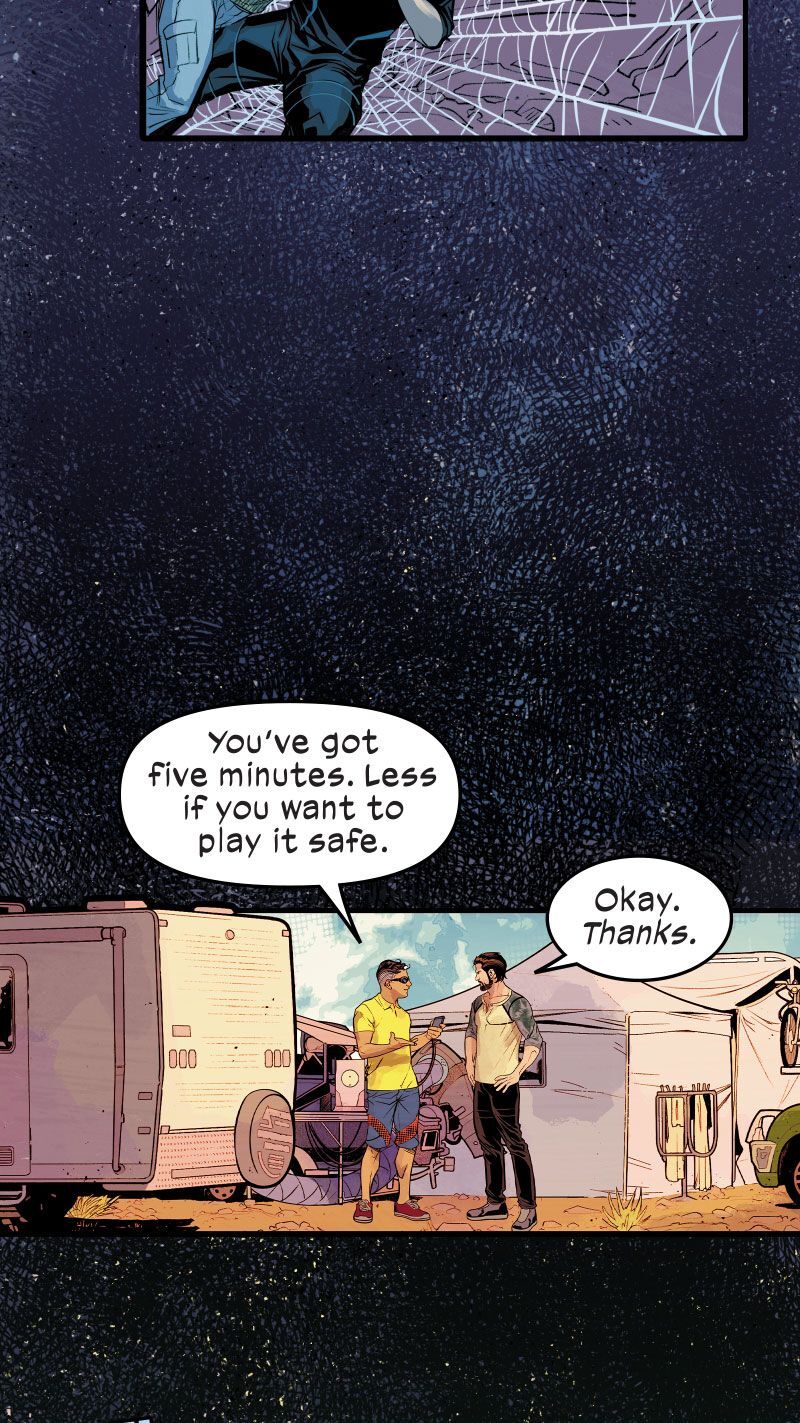 You've got
five minutes. Less
if you want to
play it safe.
Okay.
Thanks.